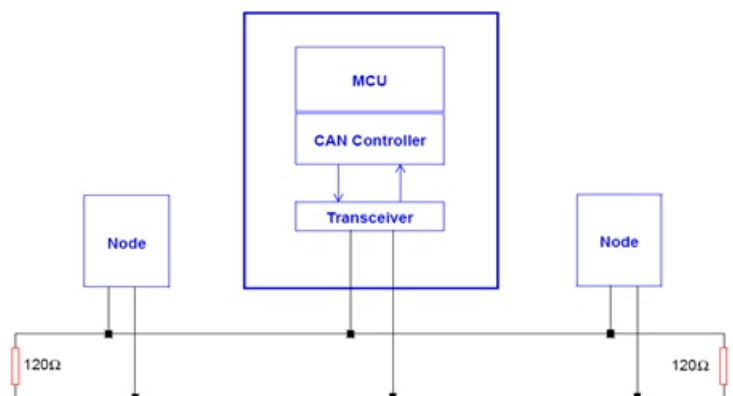 MCU
CAN Controller
Transceiver
Node
Node
120Ω
120Ω